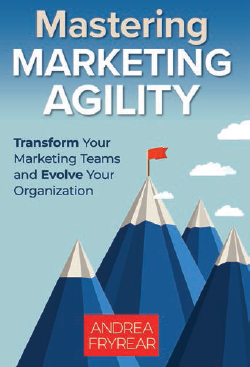 Mastering
MARKETING
AGILITY
Transform Your
Marketing Teams
and Evolve Your
Organization
ANDREA
FRYREAR